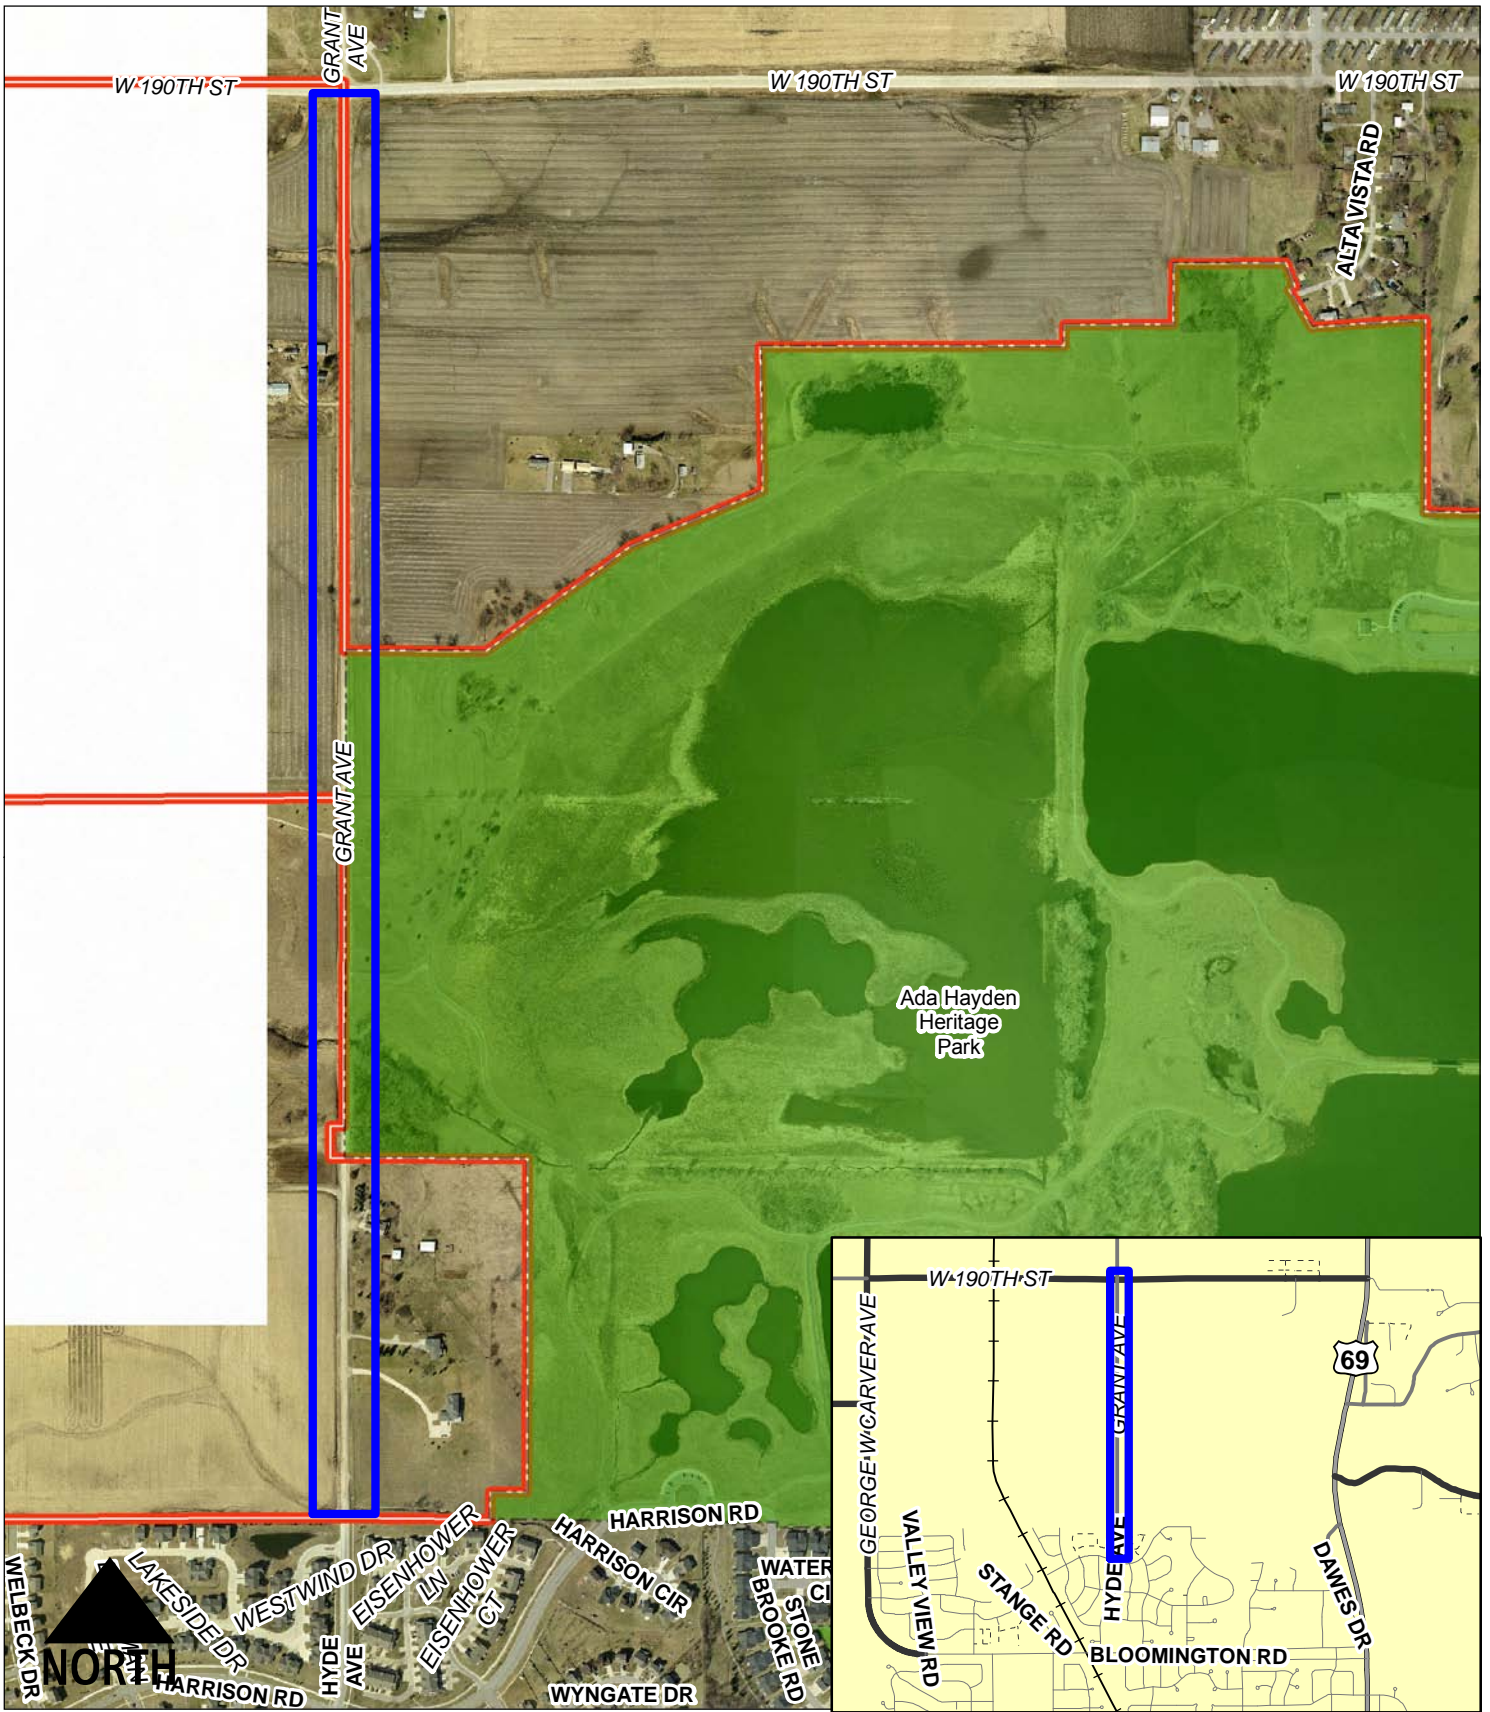 GRANT
AVE
W 190TH ST
W 190TH ST
W 190TH ST
ALTA VISTA RD
GRANT AVE
Ada Hayden
Heritage
Park
HARRISON RD
HARRISON CIR
EISENHOWER
LN
EISENHOWER
CT
WESTWIND DR
LAKESIDE DR
WELBECK DR
NORTH
HARRISON RD
HYDE
AVE
WYNGATE DR
WATER
CI
STONE
BROOKE RD
W 190TH ST
GEORGE W CARVER AVE
GRANT AVE
69
HYDE AVE
VALLEY VIEW RD
STANGE RD
BLOOMINGTON RD
DAWES DR